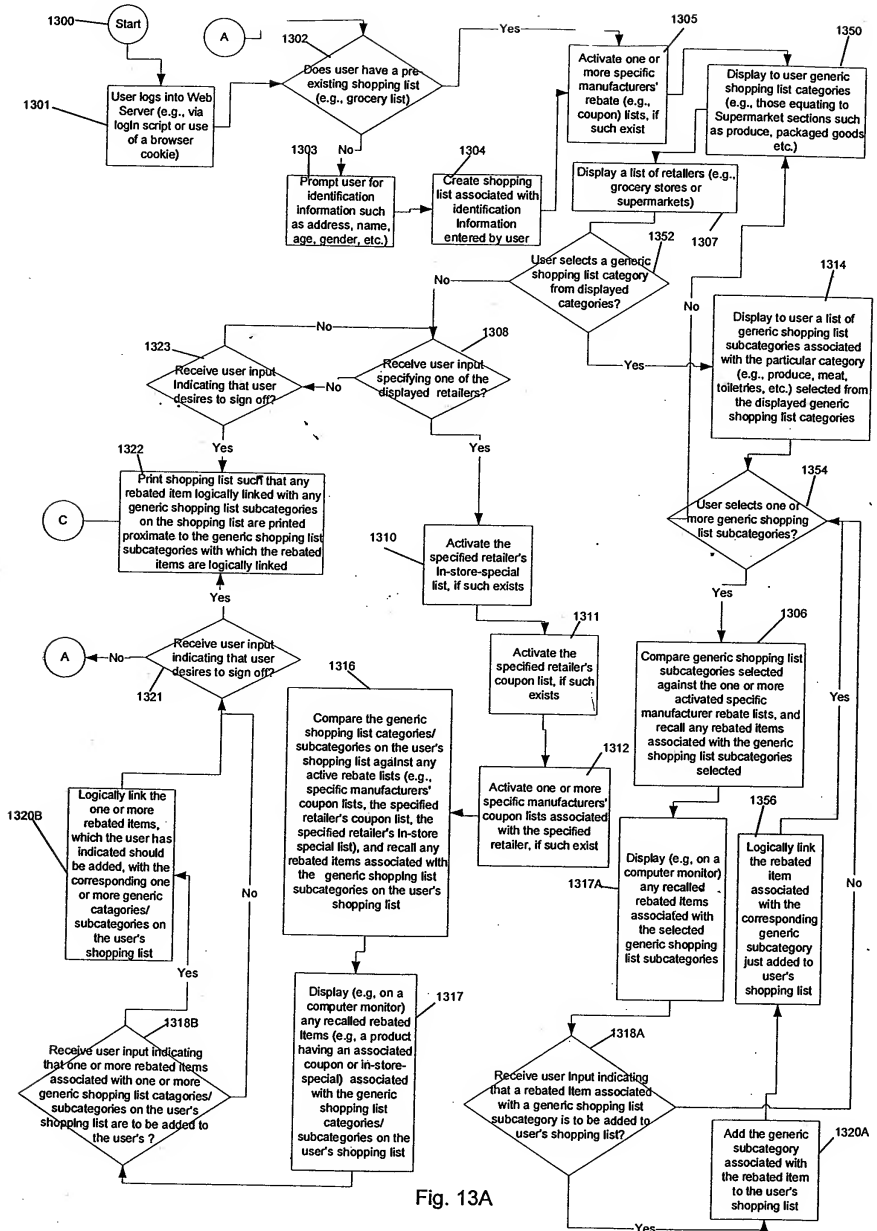 1300
Start
A
1302
Yes
1305
1350
Does user have a pre-
existing shopping list
(e.g., grocery list)
Activate one or
more specific
manufacturers'
rebate (e.g.,
coupon) lists, if
such exist
Display to user generic
shopping list categories
(e.g., those equating to
Supermarket sections such
as produce, packaged goods
etc.)
1301
User logs into Web
Server (e.g., via
logIn script or use
of a browser
cookie)
No
1303
1304
Prompt user for
identification
information such
as address, name,
age, gender, etc.)
Create shopping
list associated with
identification
Information
entered by user
Display a list of retailers (e.g.,
grocery stores or
supermarkets)
1307
1352
User selects a generic
shopping list category
from displayed
categories?
No
Yes
No
1314
Display to user a list of
generic shopping list
subcategories associated
with the particular category
(e.g., produce, meat,
toiletries, etc.) selected from
the displayed generic
shopping list categories
No
1323
1308
Receive user input
Indicating that user
desires to sign off?
No
Receive user input
specifying one of the
displayed retailers?
Yes
Yes
1322
Print shopping list such that any
rebated item logically linked with any
generic shopping list subcategories
on the shopping list are printed
proximate to the generic shopping list
subcategories with which the rebated
items are logically linked
C
1354
User selects one or
more generic shopping
list subcategories?
1310
Activate the
specified retailer's
In-store-special
list, if such exists
Yes
Yes
1311
Activate the
specified retailer's
coupon list, if such
exists
1306
Compare generic shopping list
subcategories selected
against the one or more
activated specific
manufacturer rebate lists, and
recall any rebated items
associated with the generic
shopping list subcategories
selected
Yes
A
No
Receive user input
indicating that user
desires to sign off?
1321
1316
Compare the generic
shopping list categories/
subcategories on the user's
shopping list against any
active rebate lists (e.g.,
specific manufacturers'
coupon lists, the specified
retailer's coupon list, the
specified retailer's In-store
special list), and recall any
rebated items associated with
the generic shopping list
subcategories on the user's
shopping list
1312
Activate one or more
specific manufacturers'
coupon lists associated
with the specified
retailer, if such exist
1320B
Logically link the
one or more
rebated items,
which the user has
indicated should
be added, with the
corresponding one
or more generic
catagories/
subcategories on
the user's
shopping list
No
1356
Logically link
the rebated
item
associated
with the
corresponding
generic
subcategory
just added to
user's
shopping list
No
1317A
Display (e.g, on a
computer monitor)
any recalled
rebated Items
associated with
the selected
generic shopping
list subcategories
Yes
1318B
Receive user input indicating
that one or more rebated items
associated with one or more
generic shopping list catagories/
subcategories on the user's
shopping list are to be added to
the user's ?
1317
Display (e.g, on a
computer monitor)
any recalled rebated
Items (e.g., a product
having an associated
coupon or in-store-
special) associated
with the generic
shopping list
categories/
subcategories on the
user's shopping list
1318A
Receive user Input indicating
that a rebated Item associated
with a generic shopping list
subcategory is to be added to
user's shopping list?
1320A
Add the generic
subcategory
associated with
the rebated item
to the user's
shopping list
Yes
Fig. 13A